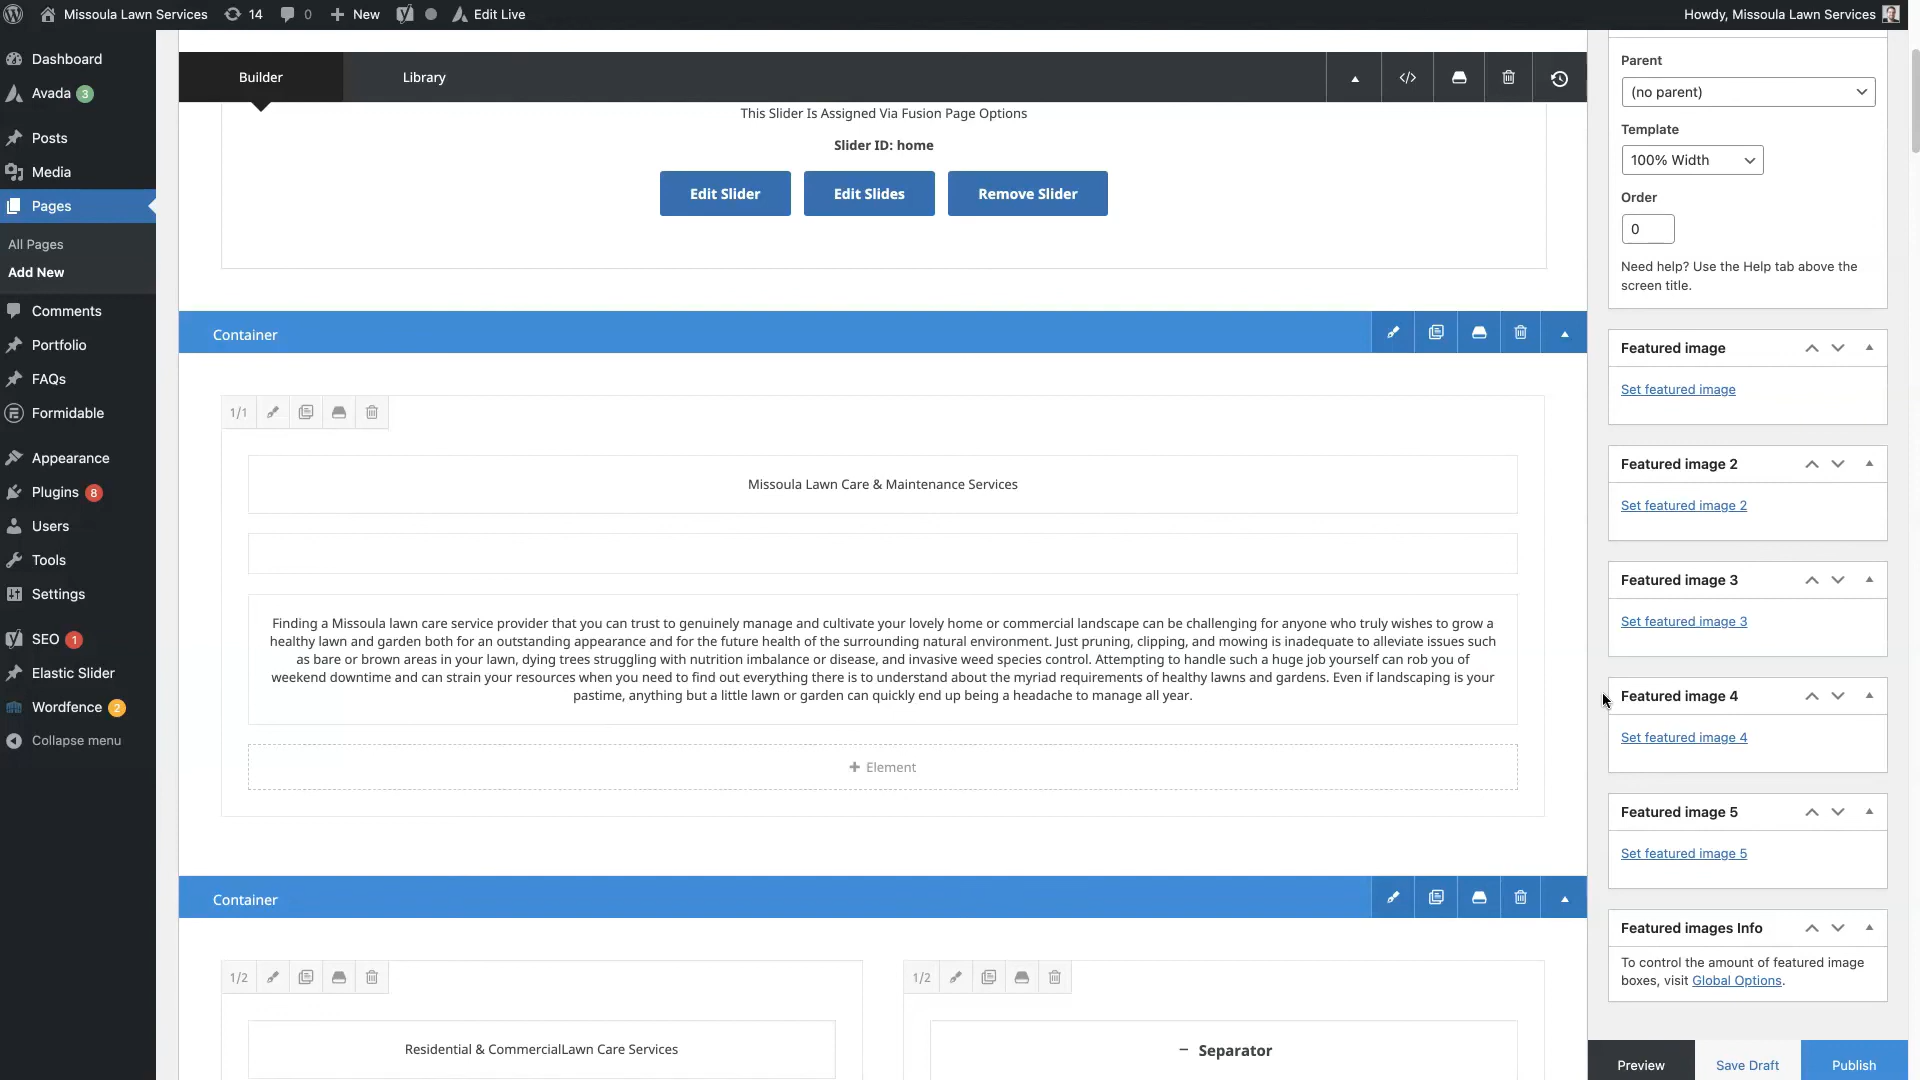 Missoula Lawn Services
14
0
New
Edit Live
Howdy, Missoula Lawn Services
Dashboard
Avada 3
Posts
Media
Pages
All Pages
Add New
Comments
Portfolio
FAQs
Formidable
Appearance
Plugins 8
Users
Tools
Settings
SEO 1
Elastic Slider
Wordfence 2
Collapse menu
Builder
Library
This Slider Is Assigned Via Fusion Page Options
Slider ID: home
Edit Slider
Edit Slides
Remove Slider
Container
1/1
Missoula Lawn Care & Maintenance Services
Finding a Missoula lawn care service provider that you can trust to genuinely manage and cultivate your lovely home or commercial landscape can be challenging for anyone who truly wishes to grow a
healthy lawn and garden both for an outstanding appearance and for the future health of the surrounding natural environment. Just pruning, clipping, and mowing is inadequate to alleviate issues such
as bare or brown areas in your lawn, dying trees struggling with nutrition imbalance or disease, and invasive weed species control. Attempting to handle such a huge job yourself can rob you of
weekend downtime and can strain your resources when you need to find out everything there is to understand about the myriad requirements of healthy lawns and gardens. Even if landscaping is your
pastime, anything but a little lawn or garden can quickly end up being a headache to manage all year.
+ Element
Container
1/2
Residential & CommercialLawn Care Services
1/2
– Separator
Parent
(no parent)
Template
100% Width
Order
0
Need help? Use the Help tab above the
screen title.
Featured image
Set featured image
Featured image 2
Set featured image 2
Featured image 3
Set featured image 3
Featured image 4
Set featured image 4
Featured image 5
Set featured image 5
Featured images Info
To control the amount of featured image
boxes, visit Global Options.
Preview
Save Draft
Publish